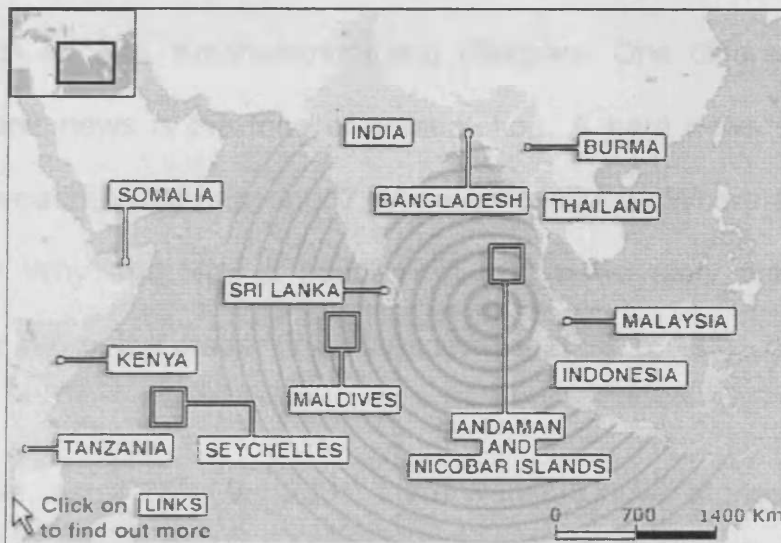 INDIA
BURMA
SOMALIA
BANGLADESH
THAILAND
SRI LANKA
MALAYSIA
KENYA
INDONESIA
MALDIVES
ANDAMAN
AND
NICOBAR ISLANDS
TANZANIA
SEYCHELLES
Click on LINKS
to find out more
0 700 1400 Km